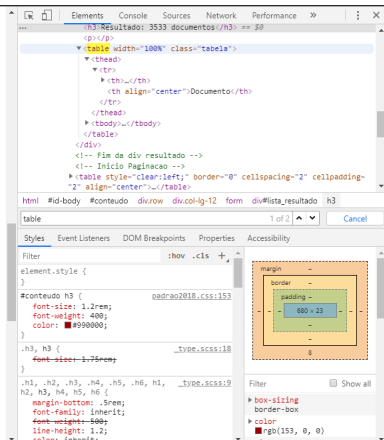 Elements Console Sources Network Performance » ⋮ ×
... <h3>Resultado: 3533 documentos</h3> == $0
<p></p>
▼<table width="100%" class="tabela">
▼<thead>
▼<tr>
▶<th>…</th>
<th align="center">Documento</th>
</tr>
</thead>
▶<tbody>…</tbody>
</table>
</div>
<!-- Fim da div resultado -->
<!-- Inicio Paginacao -->
▶<table style="clear:left;" border="0" cellspacing="2" cellpadding=
"2" align="center">…</table>
html #id-body #conteudo div.row div.col-lg-12 form div#lista_resultado h3
table 1 of 2 Cancel
Styles Event Listeners DOM Breakpoints Properties Accessibility
Filter :hov .cls +
element.style {
}
#conteudo h3 { padrao2018.css:153
font-size: 1.2rem;
font-weight: 400;
color: #990000;
}
.h3, h3 { _type.scss:18
font-size: 1.75rem;
}
.h1, .h2, .h3, .h4, .h5, .h6, h1, _type.scss:9
h2, h3, h4, h5, h6 {
margin-bottom: .5rem;
font-family: inherit;
font-weight: 500;
line-height: 1.2;
color: inherit;
margin -
border -
padding -
- - - 680 × 23 - - -
-
-
8
Filter Show all
▶ box-sizing
border-box
▶ color
rgb(153, 0, 0)